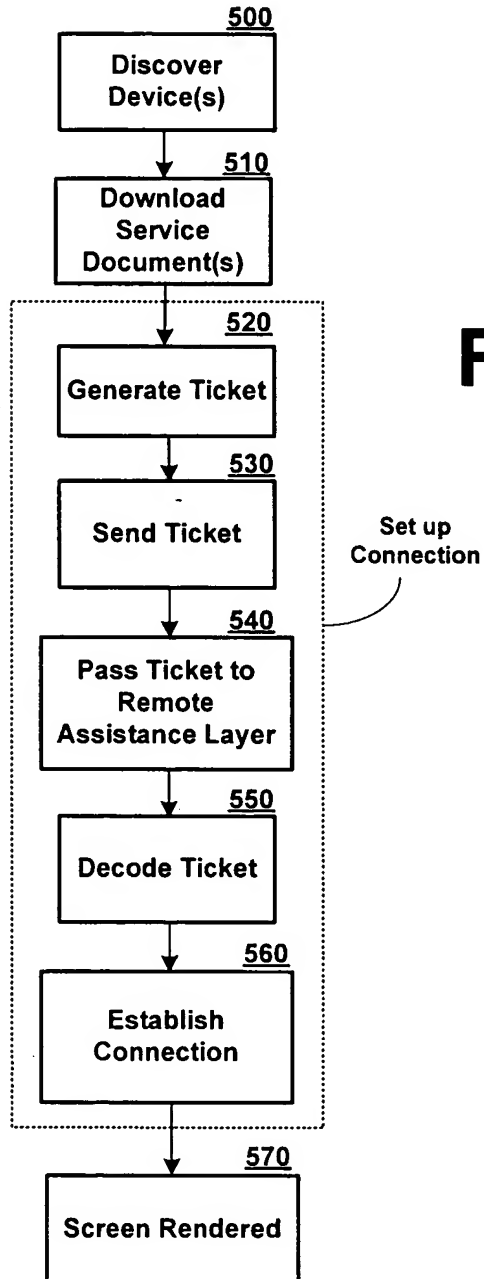 500
Discover
Device(s)
510
Download
Service
Document(s)
520
Generate Ticket
530
Send Ticket
Set up
Connection
540
Pass Ticket to
Remote
Assistance Layer
550
Decode Ticket
560
Establish
Connection
570
Screen Rendered